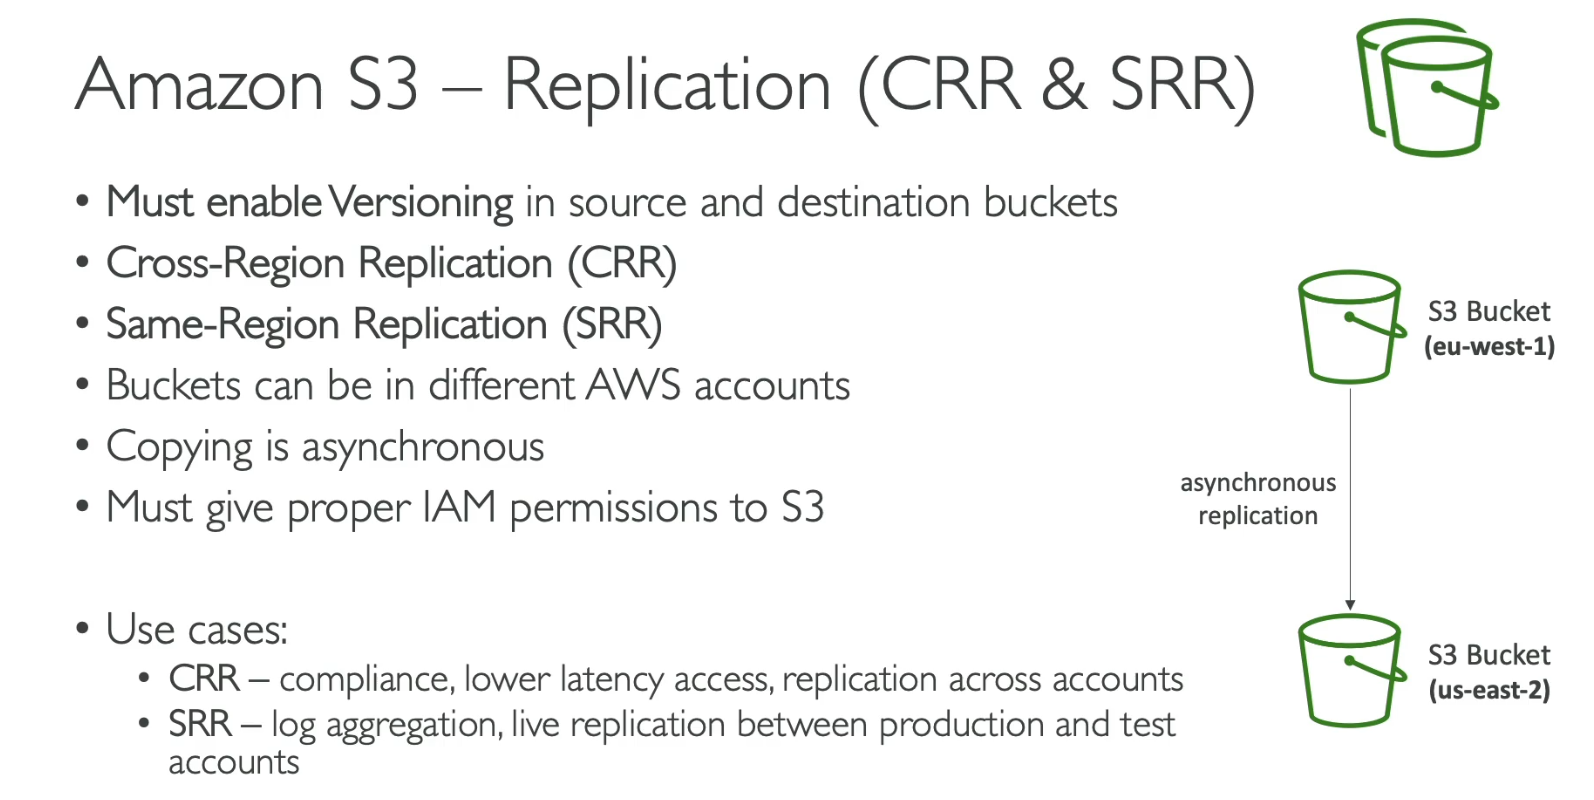 Amazon S3 – Replication (CRR & SRR)
• Must enable Versioning in source and destination buckets
• Cross-Region Replication (CRR)
• Same-Region Replication (SRR)
• Buckets can be in different AWS accounts
• Copying is asynchronous
• Must give proper IAM permissions to S3
• Use cases:
• CRR – compliance, lower latency access, replication across accounts
• SRR – log aggregation, live replication between production and test
accounts
S3 Bucket
(eu-west-1)
asynchronous
replication
S3 Bucket
(us-east-2)